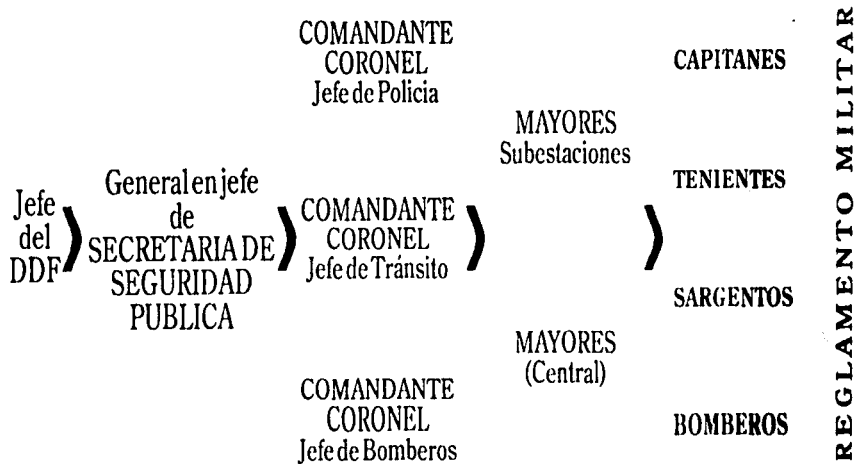 Jefe
del
DDF
General en jefe
de
SECRETARIA DE
SEGURIDAD
PUBLICA
COMANDANTE
CORONEL
Jefe de Policia
COMANDANTE
CORONEL
Jefe de Tránsito
COMANDANTE
CORONEL
Jefe de Bomberos
MAYORES
Subestaciones
MAYORES
(Central)
CAPITANES
TENIENTES
SARGENTOS
BOMBEROS
REGLAMENTO MILITAR